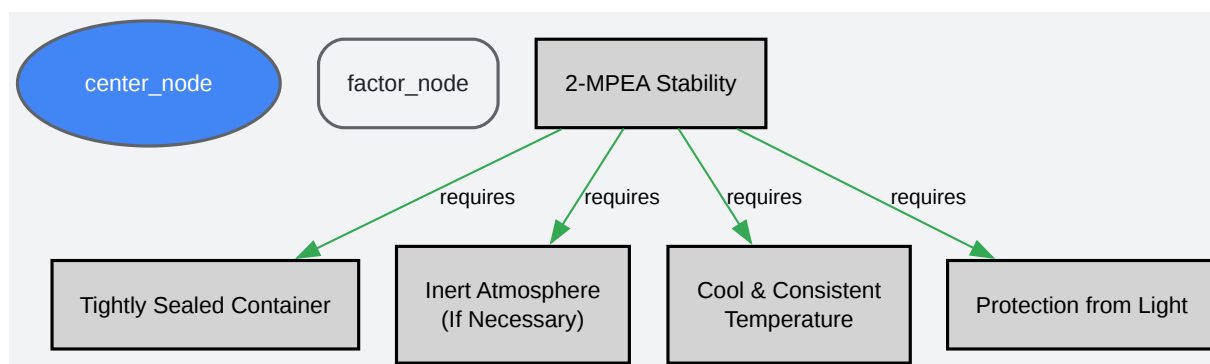 center_node
factor_node
2-MPEA Stability
requires
requires
requires
requires
Tightly Sealed Container
Inert Atmosphere
(If Necessary)
Cool & Consistent
Temperature
Protection from Light